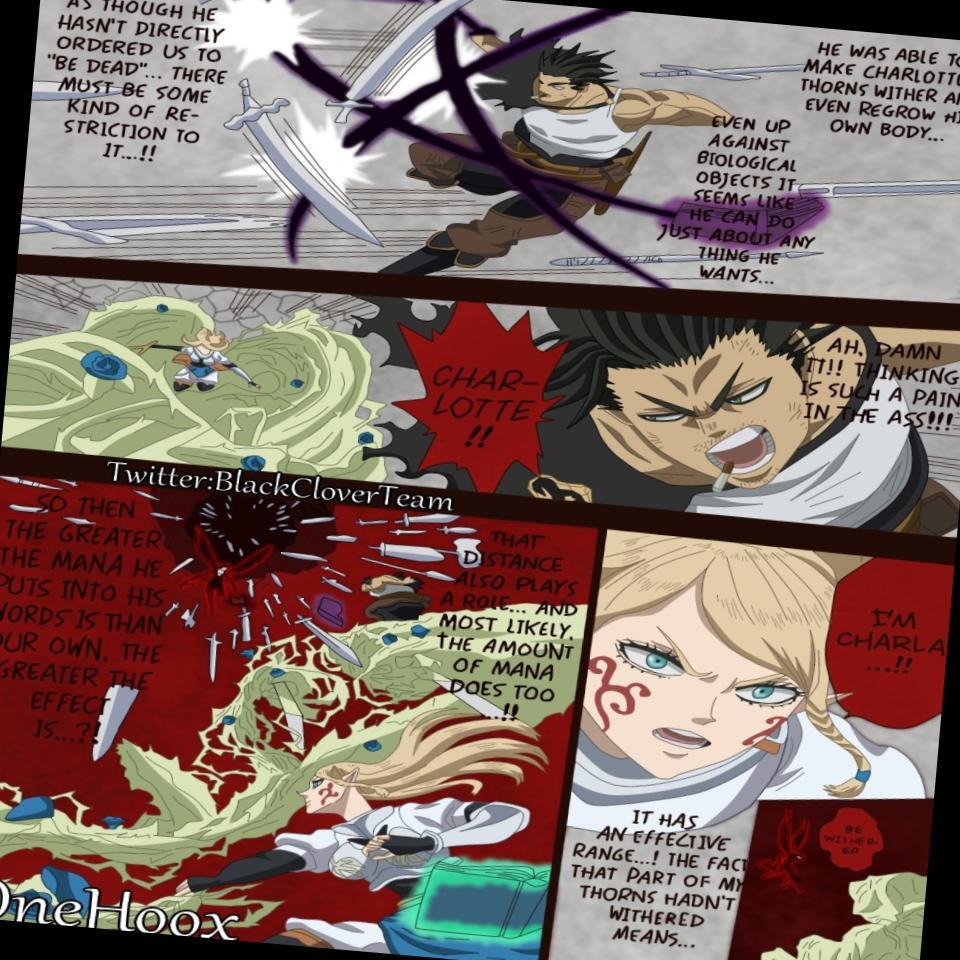 AS THOUGH HE
HASN'T DIRECTLY
ORDERED US TO
"BE DEAD"... THERE
MUST BE SOME
KIND OF RE-
STRICTION TO
IT...!!
HE WAS ABLE TO
MAKE CHARLOTTE
THORNS WITHER AN
EVEN REGROW HI
OWN BODY...
EVEN UP
AGAINST
BIOLOGICAL
OBJECTS IT
SEEMS LIKE
HE CAN DO
JUST ABOUT ANY
THING HE
WANTS...
CHAR-
LOTTE
!!
AH, DAMN
IT!! THINKING
IS SUCH A PAIN
IN THE ASS!!!
Twitter:BlackCloverTeam
SO THEN
THE GREATER
THE MANA HE
PUTS INTO HIS
WORDS IS THAN
OUR OWN, THE
GREATER THE
EFFECT
IS...?!
THAT
DISTANCE
ALSO PLAYS
A ROLE... AND
MOST LIKELY,
THE AMOUNT
OF MANA
DOES TOO
...!!
I'M
CHARLA
...!!
IT HAS
AN EFFECTIVE
RANGE...! THE FACT
THAT PART OF MY
THORNS HADN'T
WITHERED
MEANS...
BE
WITHER-
ED
OneHoox